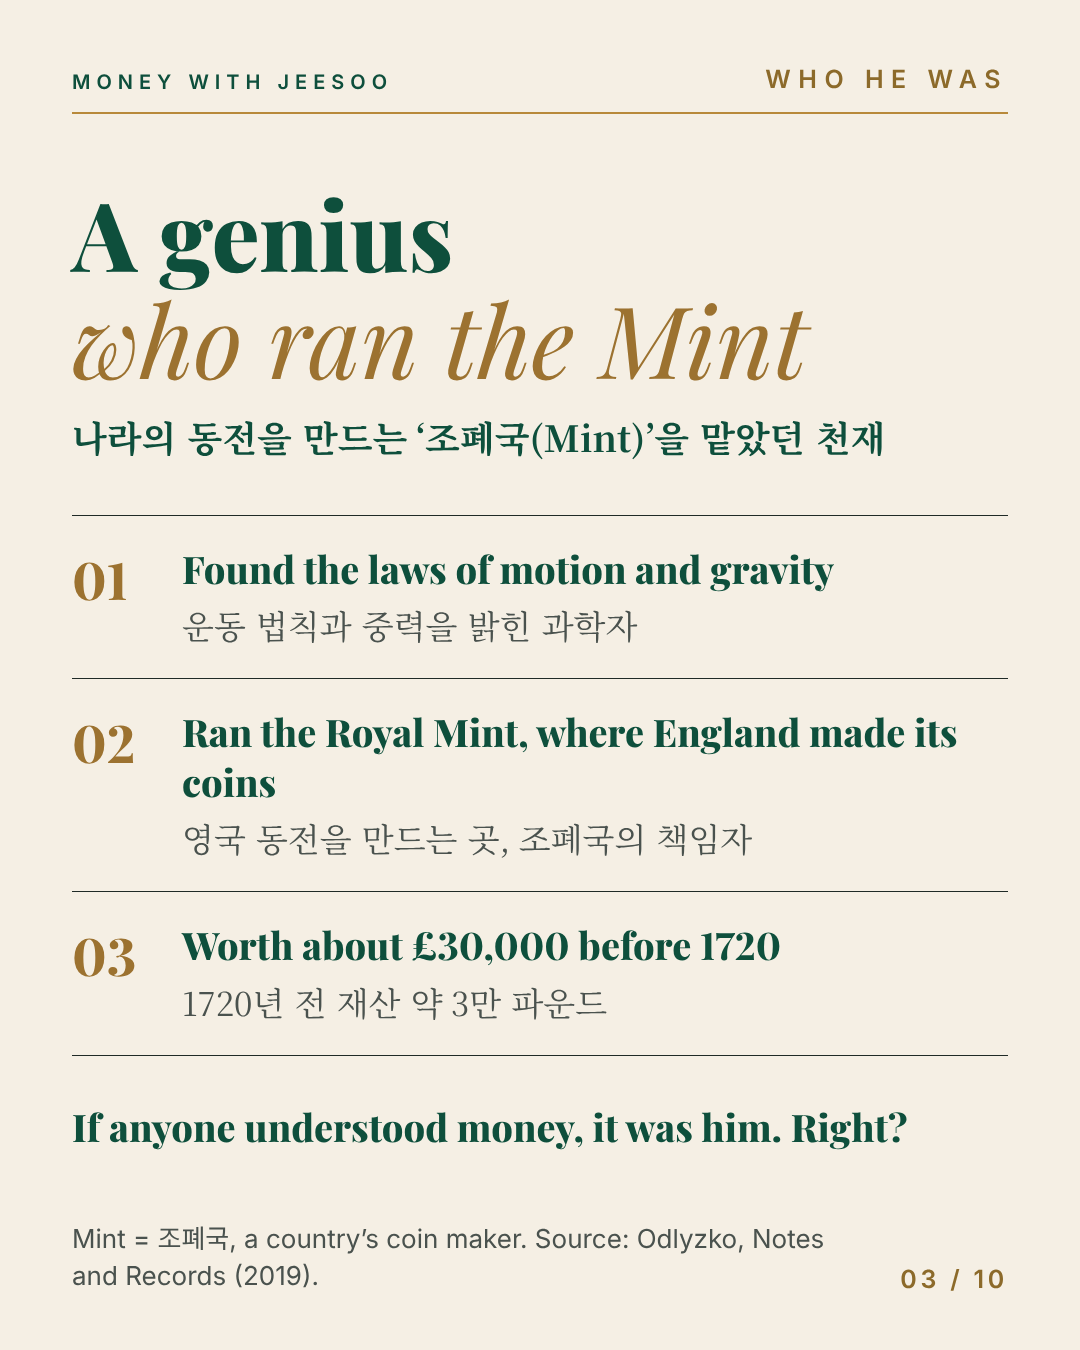 MONEY WITH JEESOO
WHO HE WAS
A genius
who ran the Mint
나라의 동전을 만드는 ‘조폐국(Mint)’을 맡았던 천재
01
Found the laws of motion and gravity
운동 법칙과 중력을 밝힌 과학자
02
Ran the Royal Mint, where England made its
coins
영국 동전을 만드는 곳, 조폐국의 책임자
03
Worth about £30,000 before 1720
1720년 전 재산 약 3만 파운드
If anyone understood money, it was him. Right?
Mint = 조폐국, a country’s coin maker. Source: Odlyzko, Notes
and Records (2019).
03 / 10